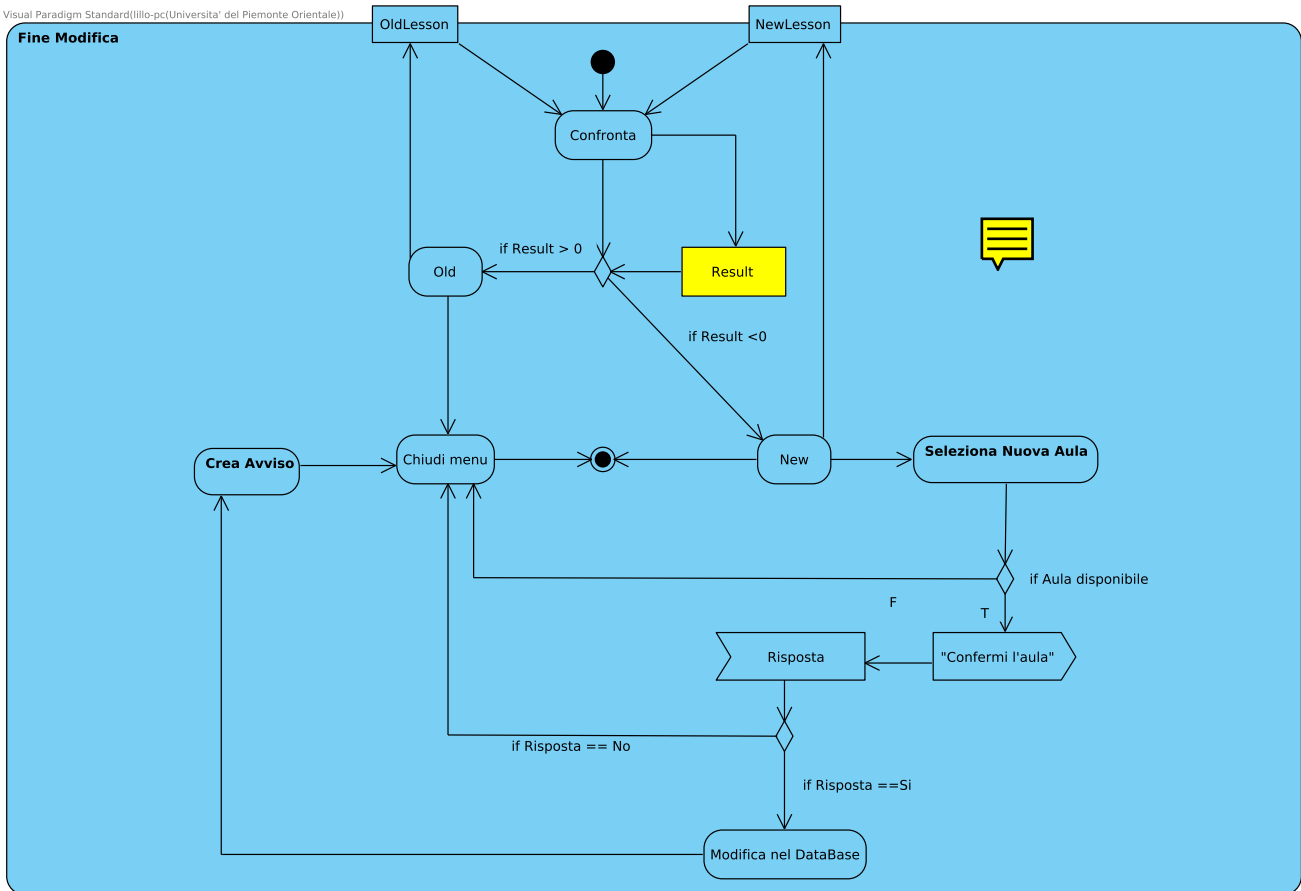 Visual Paradigm Standard(lillo-pc(Universita' del Piemonte Orientale))
Fine Modifica
OldLesson
NewLesson
Confronta
if Result > 0
Old
Result
if Result <0
Crea Avviso
Chiudi menu
New
Seleziona Nuova Aula
if Aula disponibile
F
T
Risposta
"Confermi l'aula"
if Risposta == No
if Risposta ==Si
Modifica nel DataBase